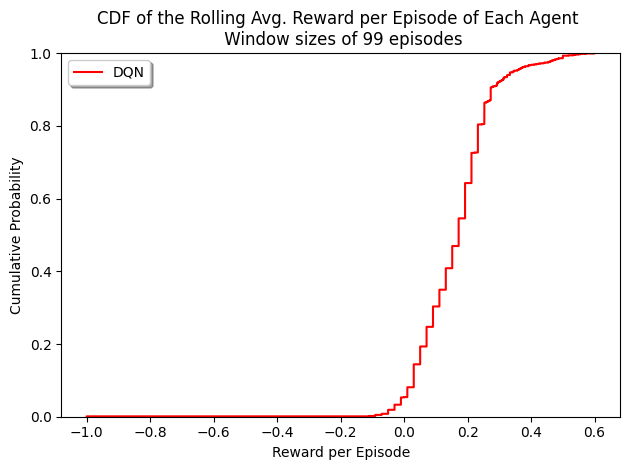 CDF of the Rolling Avg. Reward per Episode of Each Agent
Window sizes of 99 episodes
DQN
Cumulative Probability
1.0
0.8
0.6
0.4
0.2
0.0
−1.0 −0.8 −0.6 −0.4 −0.2 0.0 0.2 0.4 0.6
Reward per Episode